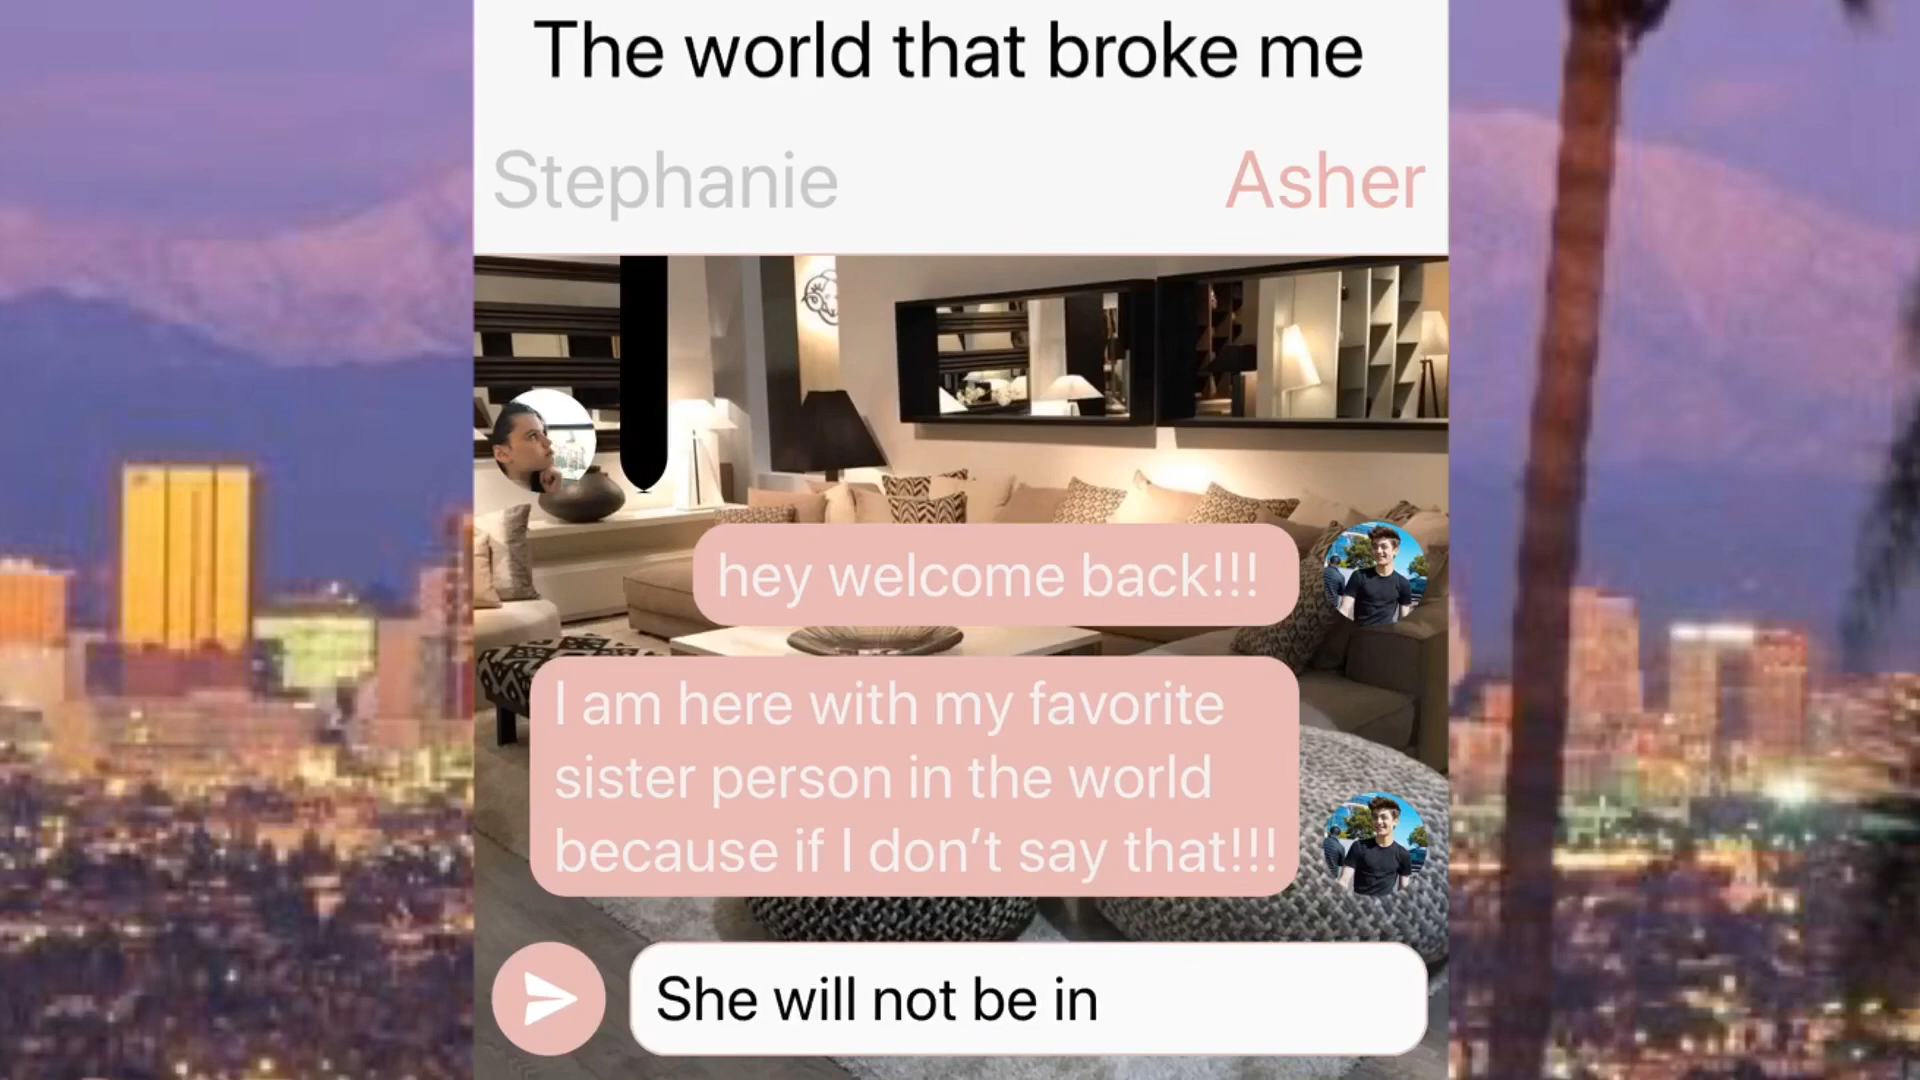 The world that broke me
Stephanie
Asher
hey welcome back!!!
I am here with my favorite
sister person in the world
because if I don’t say that!!!
She will not be in